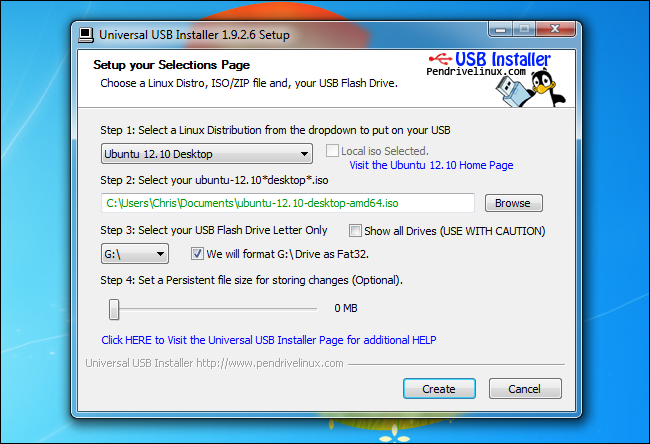 Universal USB Installer 1.9.2.6 Setup
Setup your Selections Page
Choose a Linux Distro, ISO/ZIP file and, your USB Flash Drive.
USB Installer
Pendrivelinux.com
Step 1: Select a Linux Distribution from the dropdown to put on your USB
Ubuntu 12.10 Desktop
Local iso Selected.
Visit the Ubuntu 12.10 Home Page
Step 2: Select your ubuntu-12.10*desktop*.iso
C:\Users\Chris\Documents\ubuntu-12.10-desktop-amd64.iso
Browse
Step 3: Select your USB Flash Drive Letter Only
Show all Drives (USE WITH CAUTION)
G:\
We will format G:\ Drive as Fat32.
Step 4: Set a Persistent file size for storing changes (Optional).
0 MB
Click HERE to Visit the Universal USB Installer Page for additional HELP
Universal USB Installer http://www.pendrivelinux.com
Create
Cancel